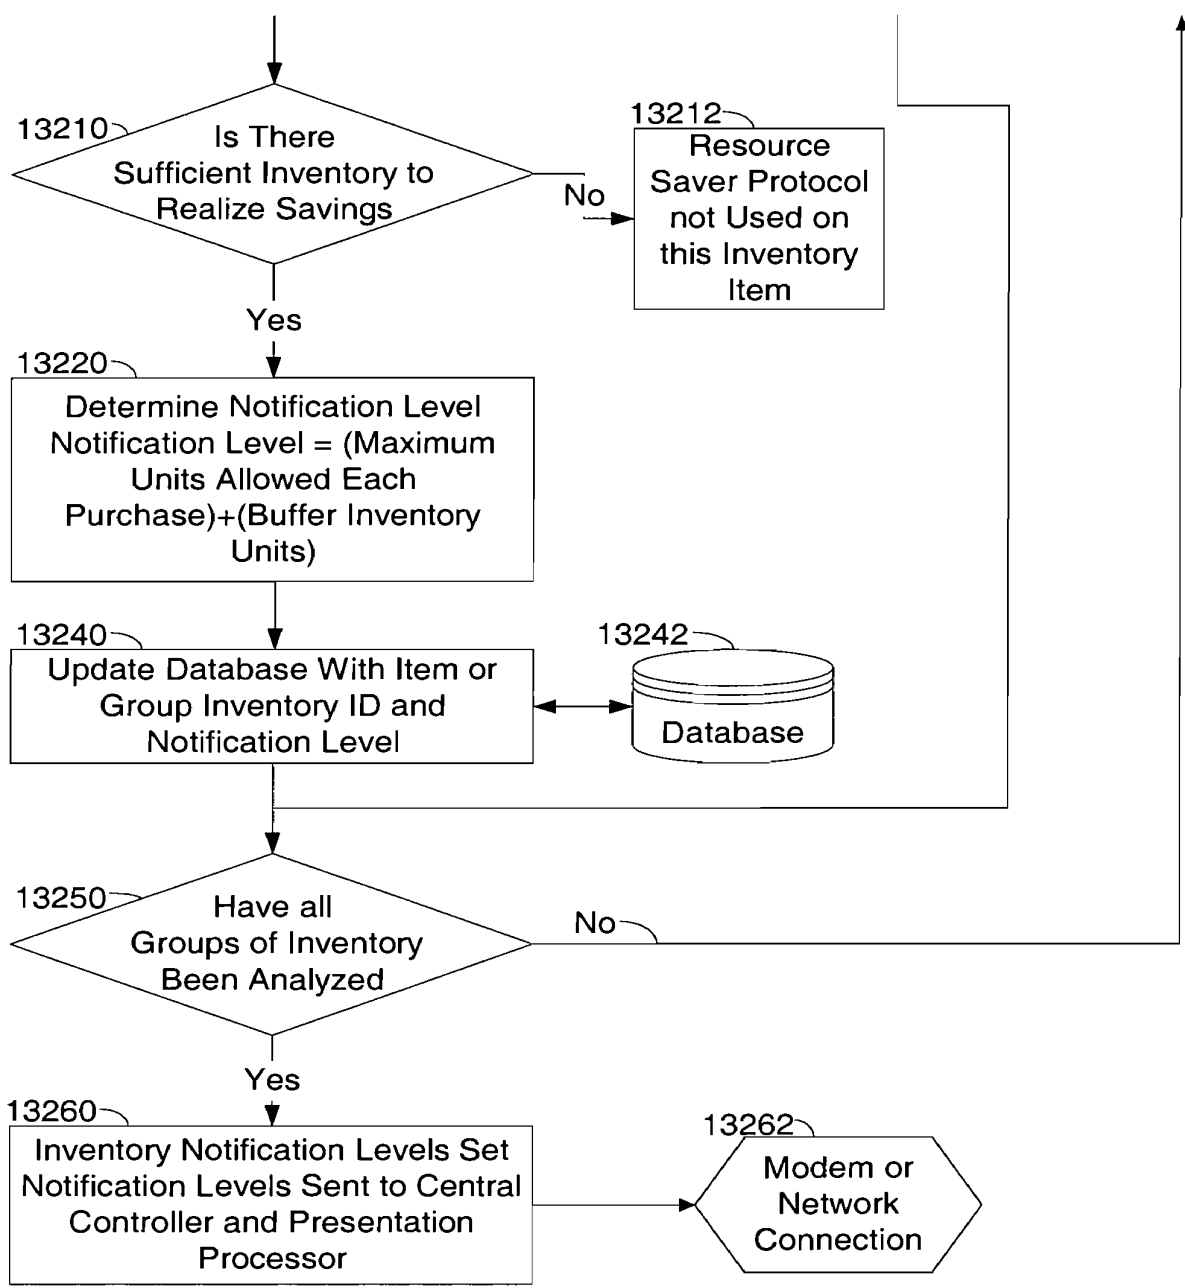 13210
Is There
Sufficient Inventory to
Realize Savings
No
13212
Resource
Saver Protocol
not Used on
this Inventory
Item
Yes
13220
Determine Notification Level
Notification Level = (Maximum
Units Allowed Each
Purchase)+(Buffer Inventory
Units)
13240
Update Database With Item or
Group Inventory ID and
Notification Level
13242
Database
13250
Have all
Groups of Inventory
Been Analyzed
No
Yes
13260
Inventory Notification Levels Set
Notification Levels Sent to Central
Controller and Presentation
Processor
13262
Modem or
Network
Connection